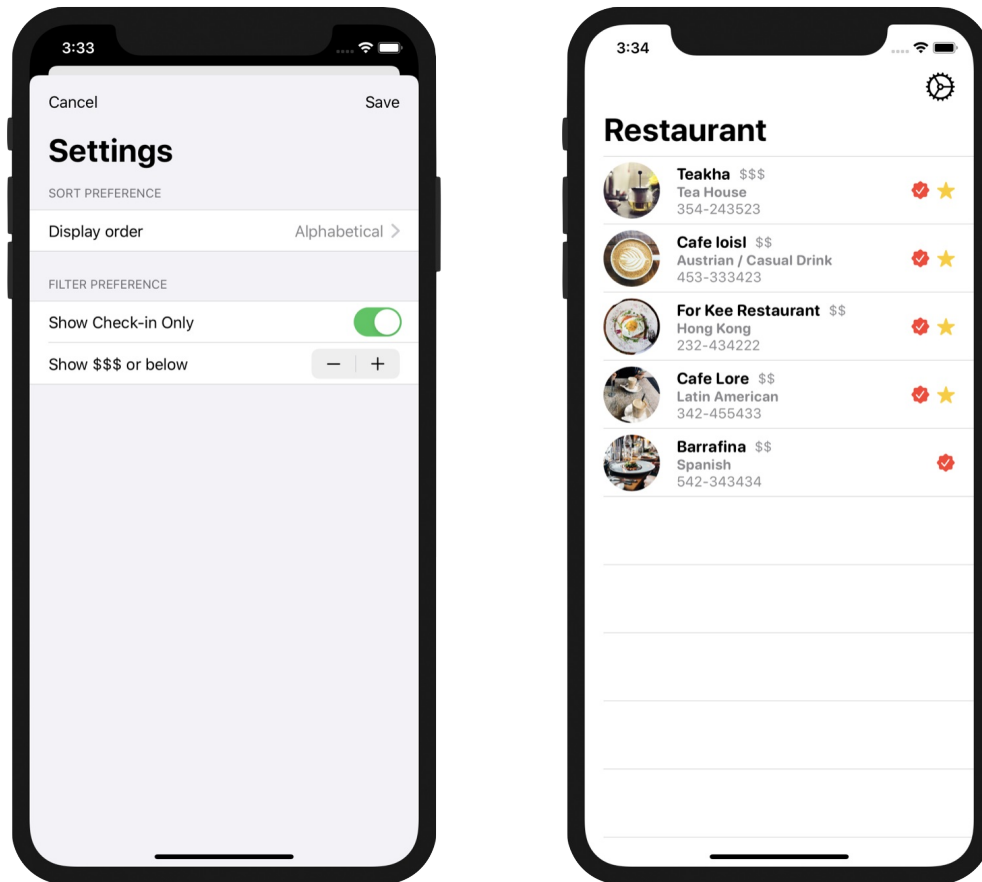 3:33
Cancel
Save
Settings
SORT PREFERENCE
Display order
Alphabetical
FILTER PREFERENCE
Show Check-in Only
Show $$$ or below
3:34
Restaurant
Teakha $$$
Tea House
354-243523
Cafe loisl $$
Austrian / Casual Drink
453-333423
For Kee Restaurant $$
Hong Kong
232-434222
Cafe Lore $$
Latin American
342-455433
Barrafina $$
Spanish
542-343434